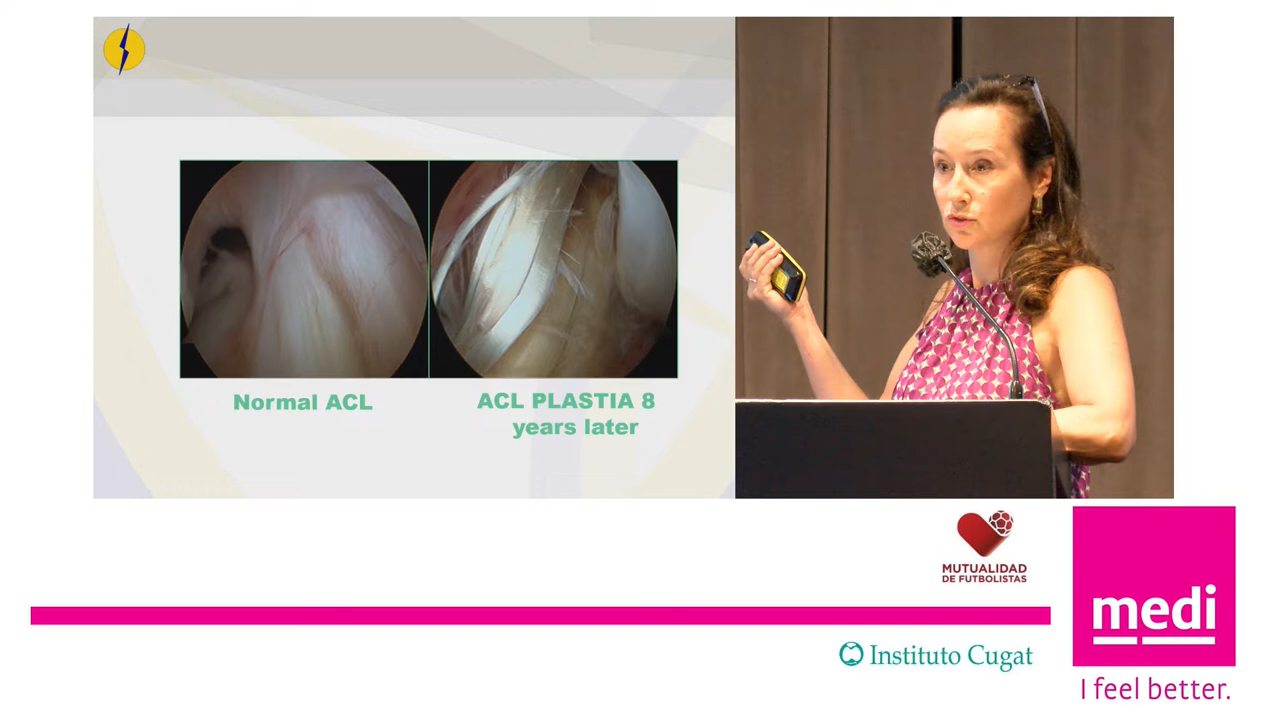 Normal ACL
ACL PLASTIA 8
years later
MUTUALIDAD
DE FUTBOLISTAS
medi
Instituto Cugat
I feel better.